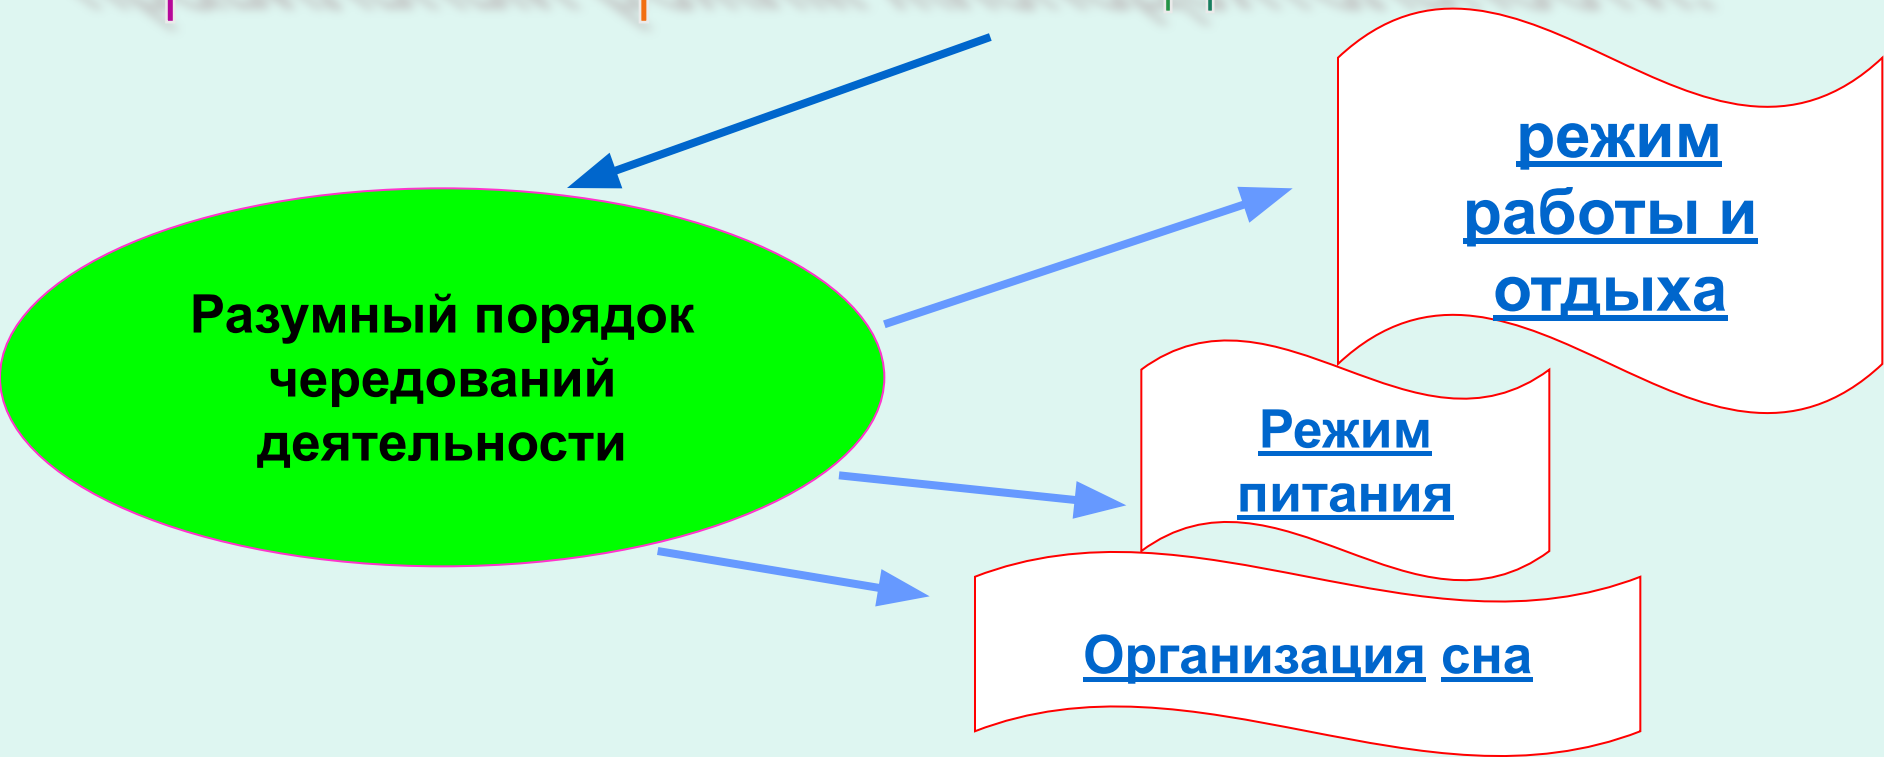 Разумный порядок
чередований
деятельности
режим
работы и
отдыха
Режим
питания
Организация сна